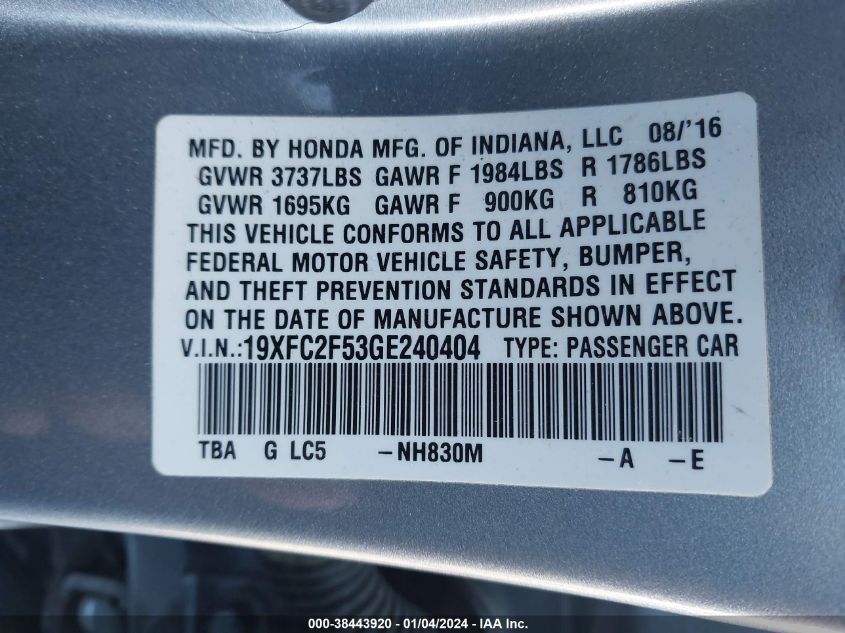 MFD. BY HONDA MFG. OF INDIANA, LLC 08/'16
GVWR 3737LBS GAWR F 1984LBS R 1786LBS
GVWR 1695KG GAWR F 900KG R 810KG
THIS VEHICLE CONFORMS TO ALL APPLICABLE
FEDERAL MOTOR VEHICLE SAFETY, BUMPER,
AND THEFT PREVENTION STANDARDS IN EFFECT
ON THE DATE OF MANUFACTURE SHOWN ABOVE.
V.I.N.:19XFC2F53GE240404 TYPE: PASSENGER CAR
TBA G LC5 -NH830M -A -E
000-38443920 - 01/04/2024 - IAA Inc.